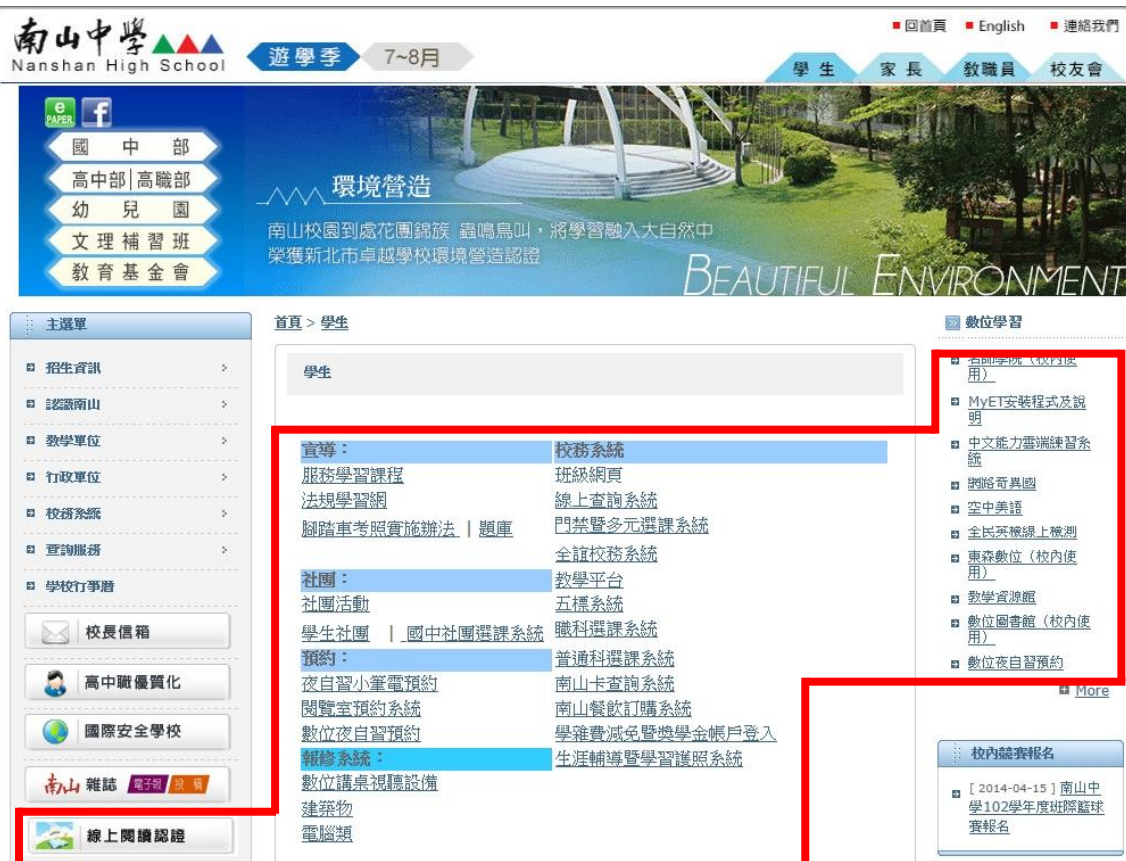 南山中學
Nanshan High School
遊學季 7~8月
回首頁 English 連絡我們
學生 家長 教職員 校友會
e PAPER f
國中部
高中部|高職部
幼兒園
文理補習班
教育基金會
環境營造
南山校園到處花團錦簇 蟲鳴鳥叫，將學習融入大自然中
榮獲新北市卓越學校環境營造認證
BEAUTIFUL ENVIRONMENT
主選單
招生資訊
認識南山
教學單位
行政單位
校務系統
查詢服務
學校行事曆
校長信箱
高中職優質化
國際安全學校
南山 雜誌 電子報 投稿
線上閱讀認證
首頁 > 學生
學生
宣導：
服務學習課程
法規學習網
腳踏車考照實施辦法 | 題庫
社團：
社團活動
學生社團 | 國中社團選課系統
預約：
夜自習小筆電預約
閱覽室預約系統
數位夜自習預約
報修系統：
數位講桌視聽設備
建築物
電腦類
校務系統
班級網頁
線上查詢系統
門禁暨多元選課系統
全誼校務系統
教學平台
五標系統
職科選課系統
普通科選課系統
南山卡查詢系統
南山餐飲訂購系統
學雜費減免暨獎學金帳戶登入
生涯輔導暨學習護照系統
數位學習
名師學院（校內使
用）
MyET安裝程式及說
明
中文能力雲端練習系
統
網路奇異國
空中美語
全民英檢線上檢測
東森數位（校內使
用）
教學資源館
數位圖書館（校內使
用）
數位夜自習預約
More
校內競賽報名
[ 2014-04-15 ] 南山中
學102學年度班際籃球
賽報名